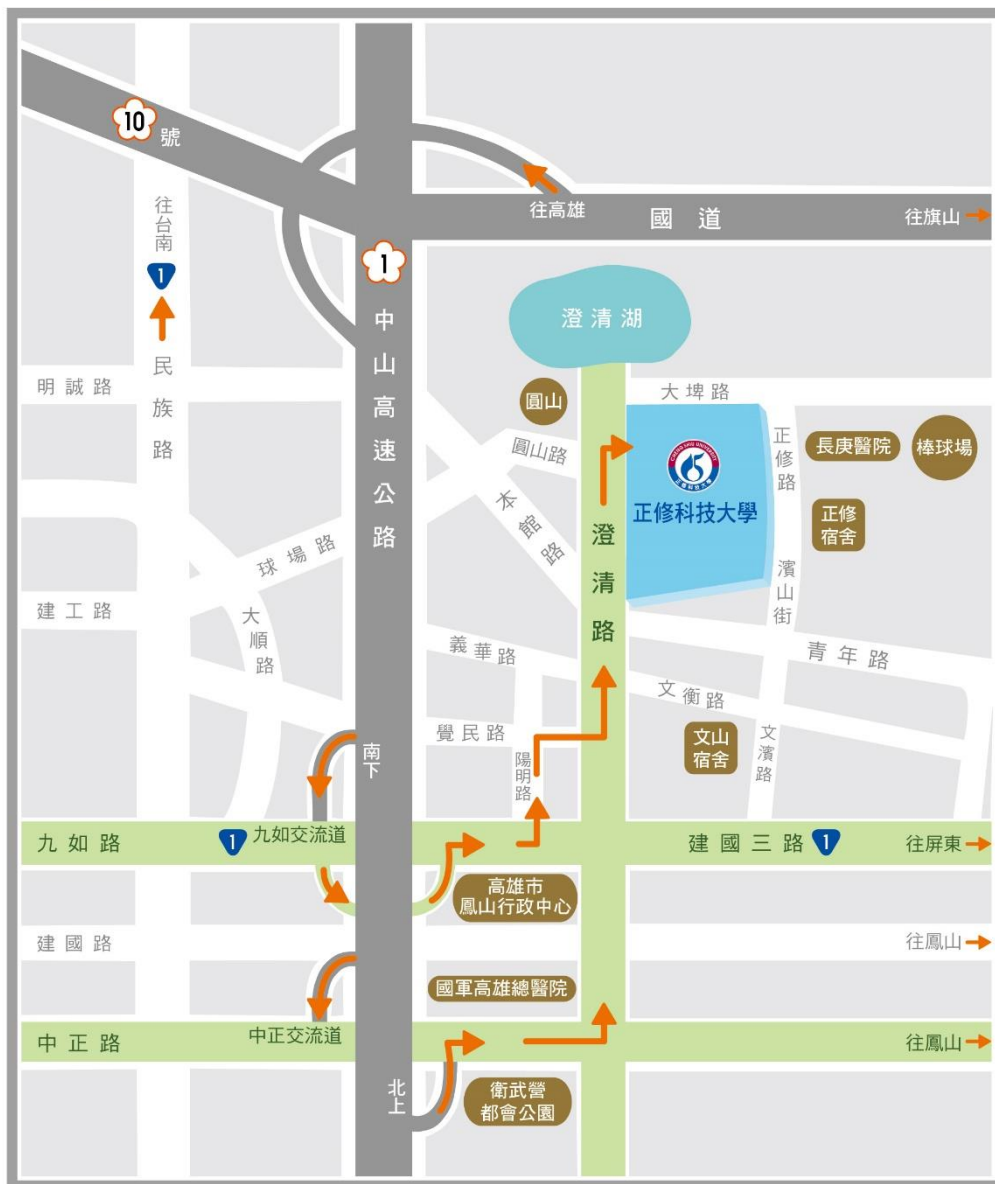 10
號
往台南
1
民族路
往高雄
國道
往旗山
1
中山高速公路
澄清湖
明誠路
圓山
大埤路
圓山路
正修路
長庚醫院
棒球場
正修科技大學
正修科技大學
正修
宿舍
本館路
澄清路
球場路
建工路
大順路
濱山街
義華路
青年路
文衡路
覺民路
陽明路
文山
宿舍
文濱路
南下
九如路
1
九如交流道
建國三路
1
往屏東
高雄市
鳳山行政中心
建國路
往鳳山
國軍高雄總醫院
中正路
中正交流道
往鳳山
北上
衛武營
都會公園